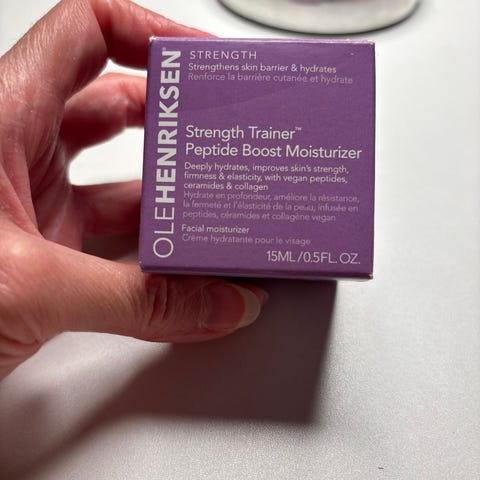 OLEHENRIKSEN®
STRENGTH
Strengthens skin barrier & hydrates
Renforce la barrière cutanée et hydrate
Strength Trainer™
Peptide Boost Moisturizer
Deeply hydrates, improves skin's strength,
firmness & elasticity, with vegan peptides,
ceramides & collagen
Hydrate en profondeur, améliore la résistance,
la fermeté et l'élasticité de la peau, infusée en
peptides, céramides et collagène vegan
Facial moisturizer
Crème hydratante pour le visage
15ML/0.5FL. OZ.